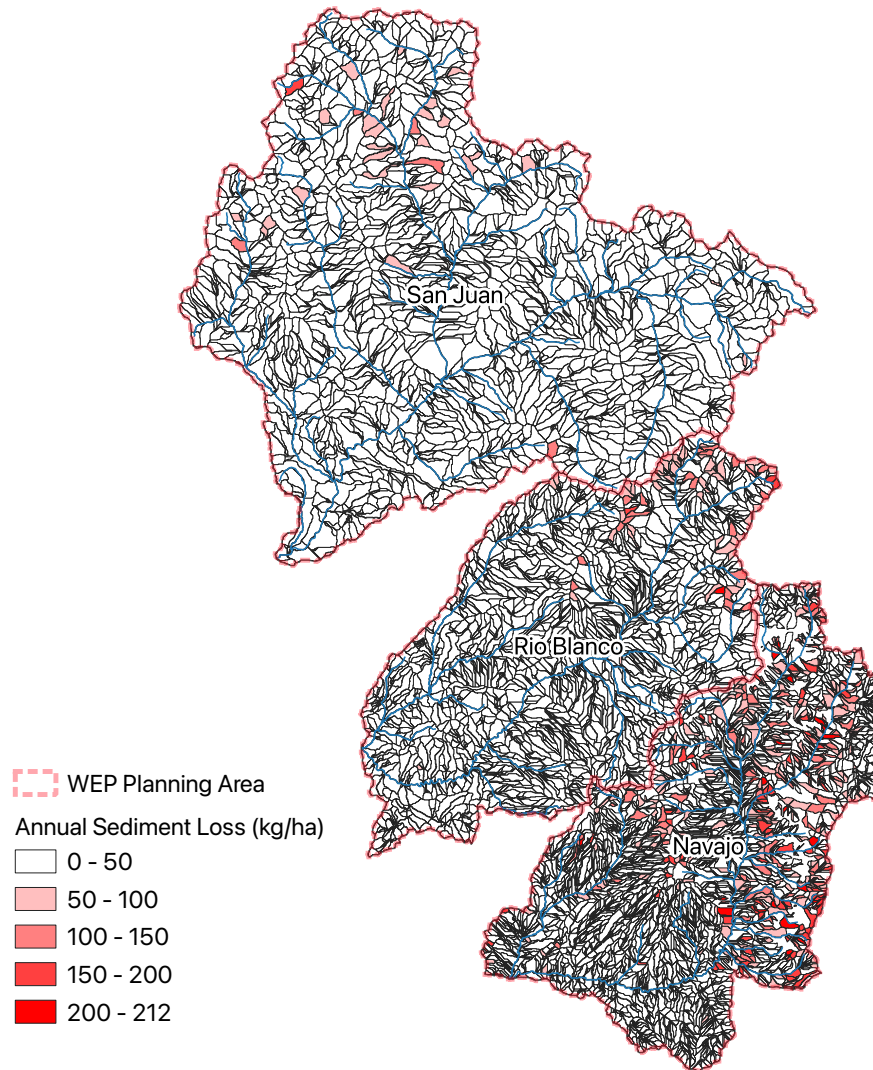 San Juan
Rio Blanco
Navajo
WEP Planning Area
Annual Sediment Loss (kg/ha)
0 - 50
50 - 100
100 - 150
150 - 200
200 - 212